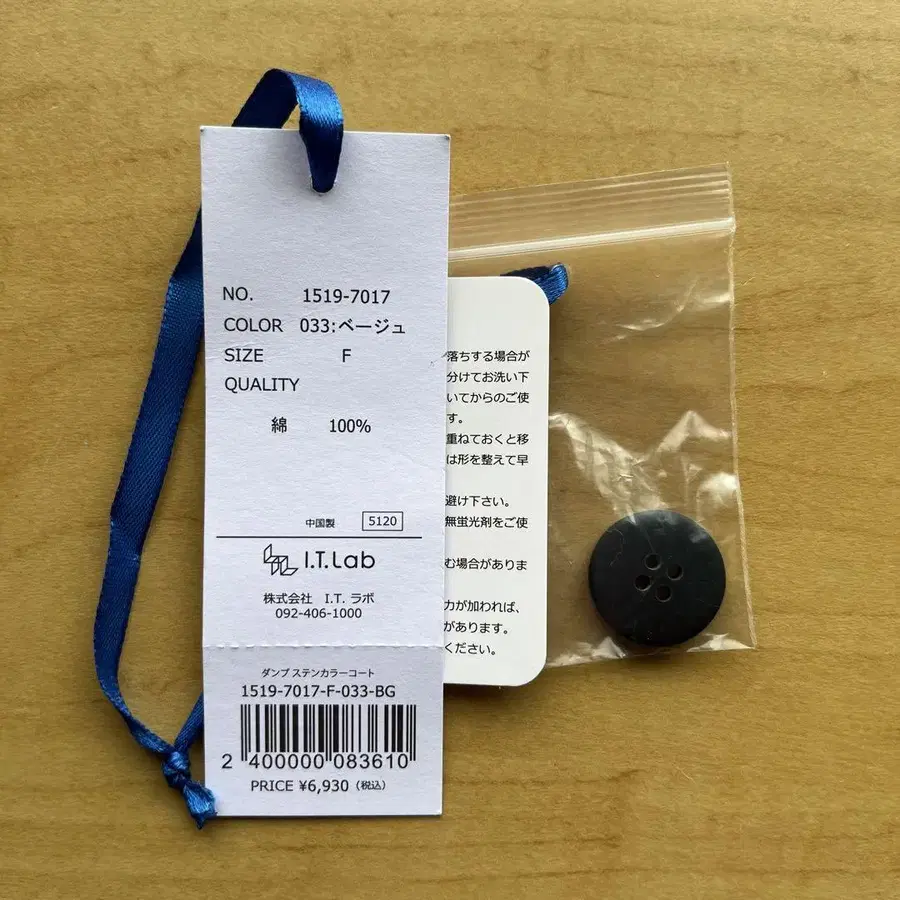 NO. 1519-7017
COLOR 033:ベージュ
SIZE F
QUALITY
綿 100%
中国製 5120
I.T.Lab
株式会社 I.T. ラボ
092-406-1000
ダンプ ステンカラーコート
1519-7017-F-033-BG
2 400000 083610
PRICE ¥6,930 (税込)
落ちする場合が
分けてお洗い下
いてからのご使
す。
重ねておくと移
は形を整えて早
避け下さい。
無蛍光剤をご使
む場合がありま
力が加われば、
があります。
ください。